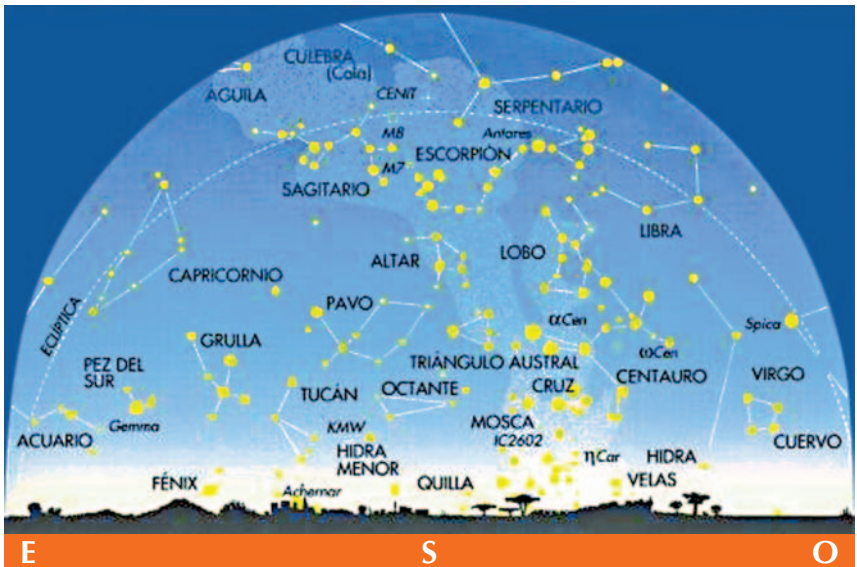 CULEBRA
(Cola)
ÁGUILA
CENIT
SERPENTARIO
M8
Antares
ESCORPIÓN
M7
SAGITARIO
LIBRA
ALTAR
LOBO
CAPRICORNIO
ECLÍPTICA
PAVO
αCen
Spica
GRULLA
ωCen
PEZ DEL
SUR
TRIÁNGULO AUSTRAL
TUCÁN
OCTANTE
CRUZ
CENTAURO
VIRGO
Gemma
KMW
MOSCA
ACUARIO
IC2602
CUERVO
HIDRA
MENOR
ηCar
HIDRA
FÉNIX
Achernar
QUILLA
VELAS
E S O